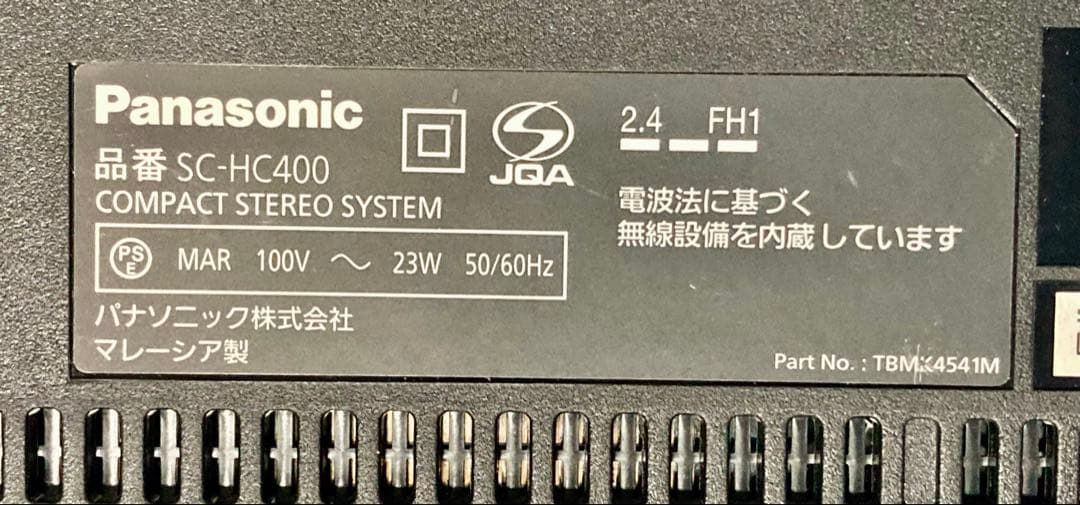 Panasonic
品番 SC-HC400
COMPACT STEREO SYSTEM
PS
E
MAR 100V ～ 23W 50/60Hz
パナソニック株式会社
マレーシア製
JQA
2.4 FH1
電波法に基づく
無線設備を内蔵しています
Part No. : TBMK4541M